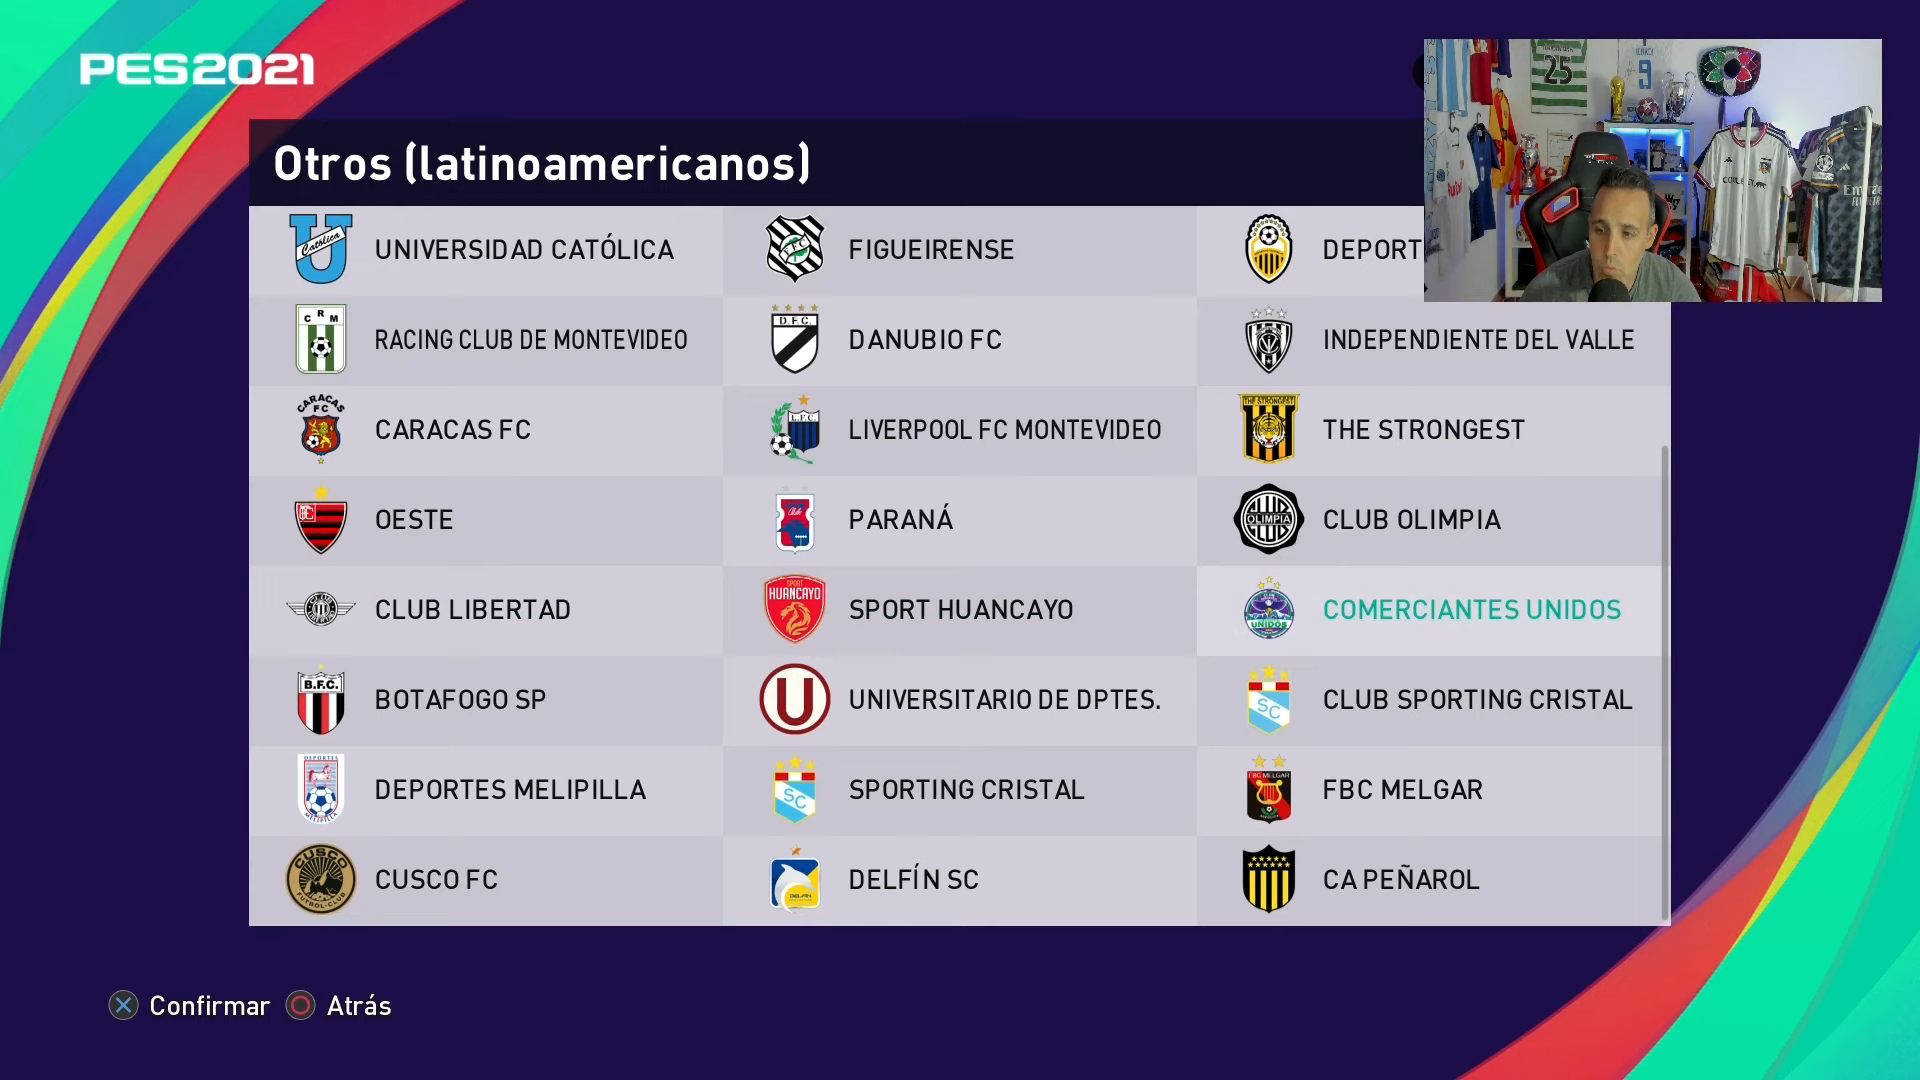 PES2021
Otros (latinoamericanos)
25
9
UNIVERSIDAD CATÓLICA
FIGUEIRENSE
DEPORT
RACING CLUB DE MONTEVIDEO
DANUBIO FC
INDEPENDIENTE DEL VALLE
CARACAS FC
LIVERPOOL FC MONTEVIDEO
THE STRONGEST
OESTE
PARANÁ
CLUB OLIMPIA
CLUB LIBERTAD
SPORT HUANCAYO
COMERCIANTES UNIDOS
BOTAFOGO SP
UNIVERSITARIO DE DPTES.
CLUB SPORTING CRISTAL
DEPORTES MELIPILLA
SPORTING CRISTAL
FBC MELGAR
CUSCO FC
DELFÍN SC
CA PEÑAROL
Confirmar
Atrás